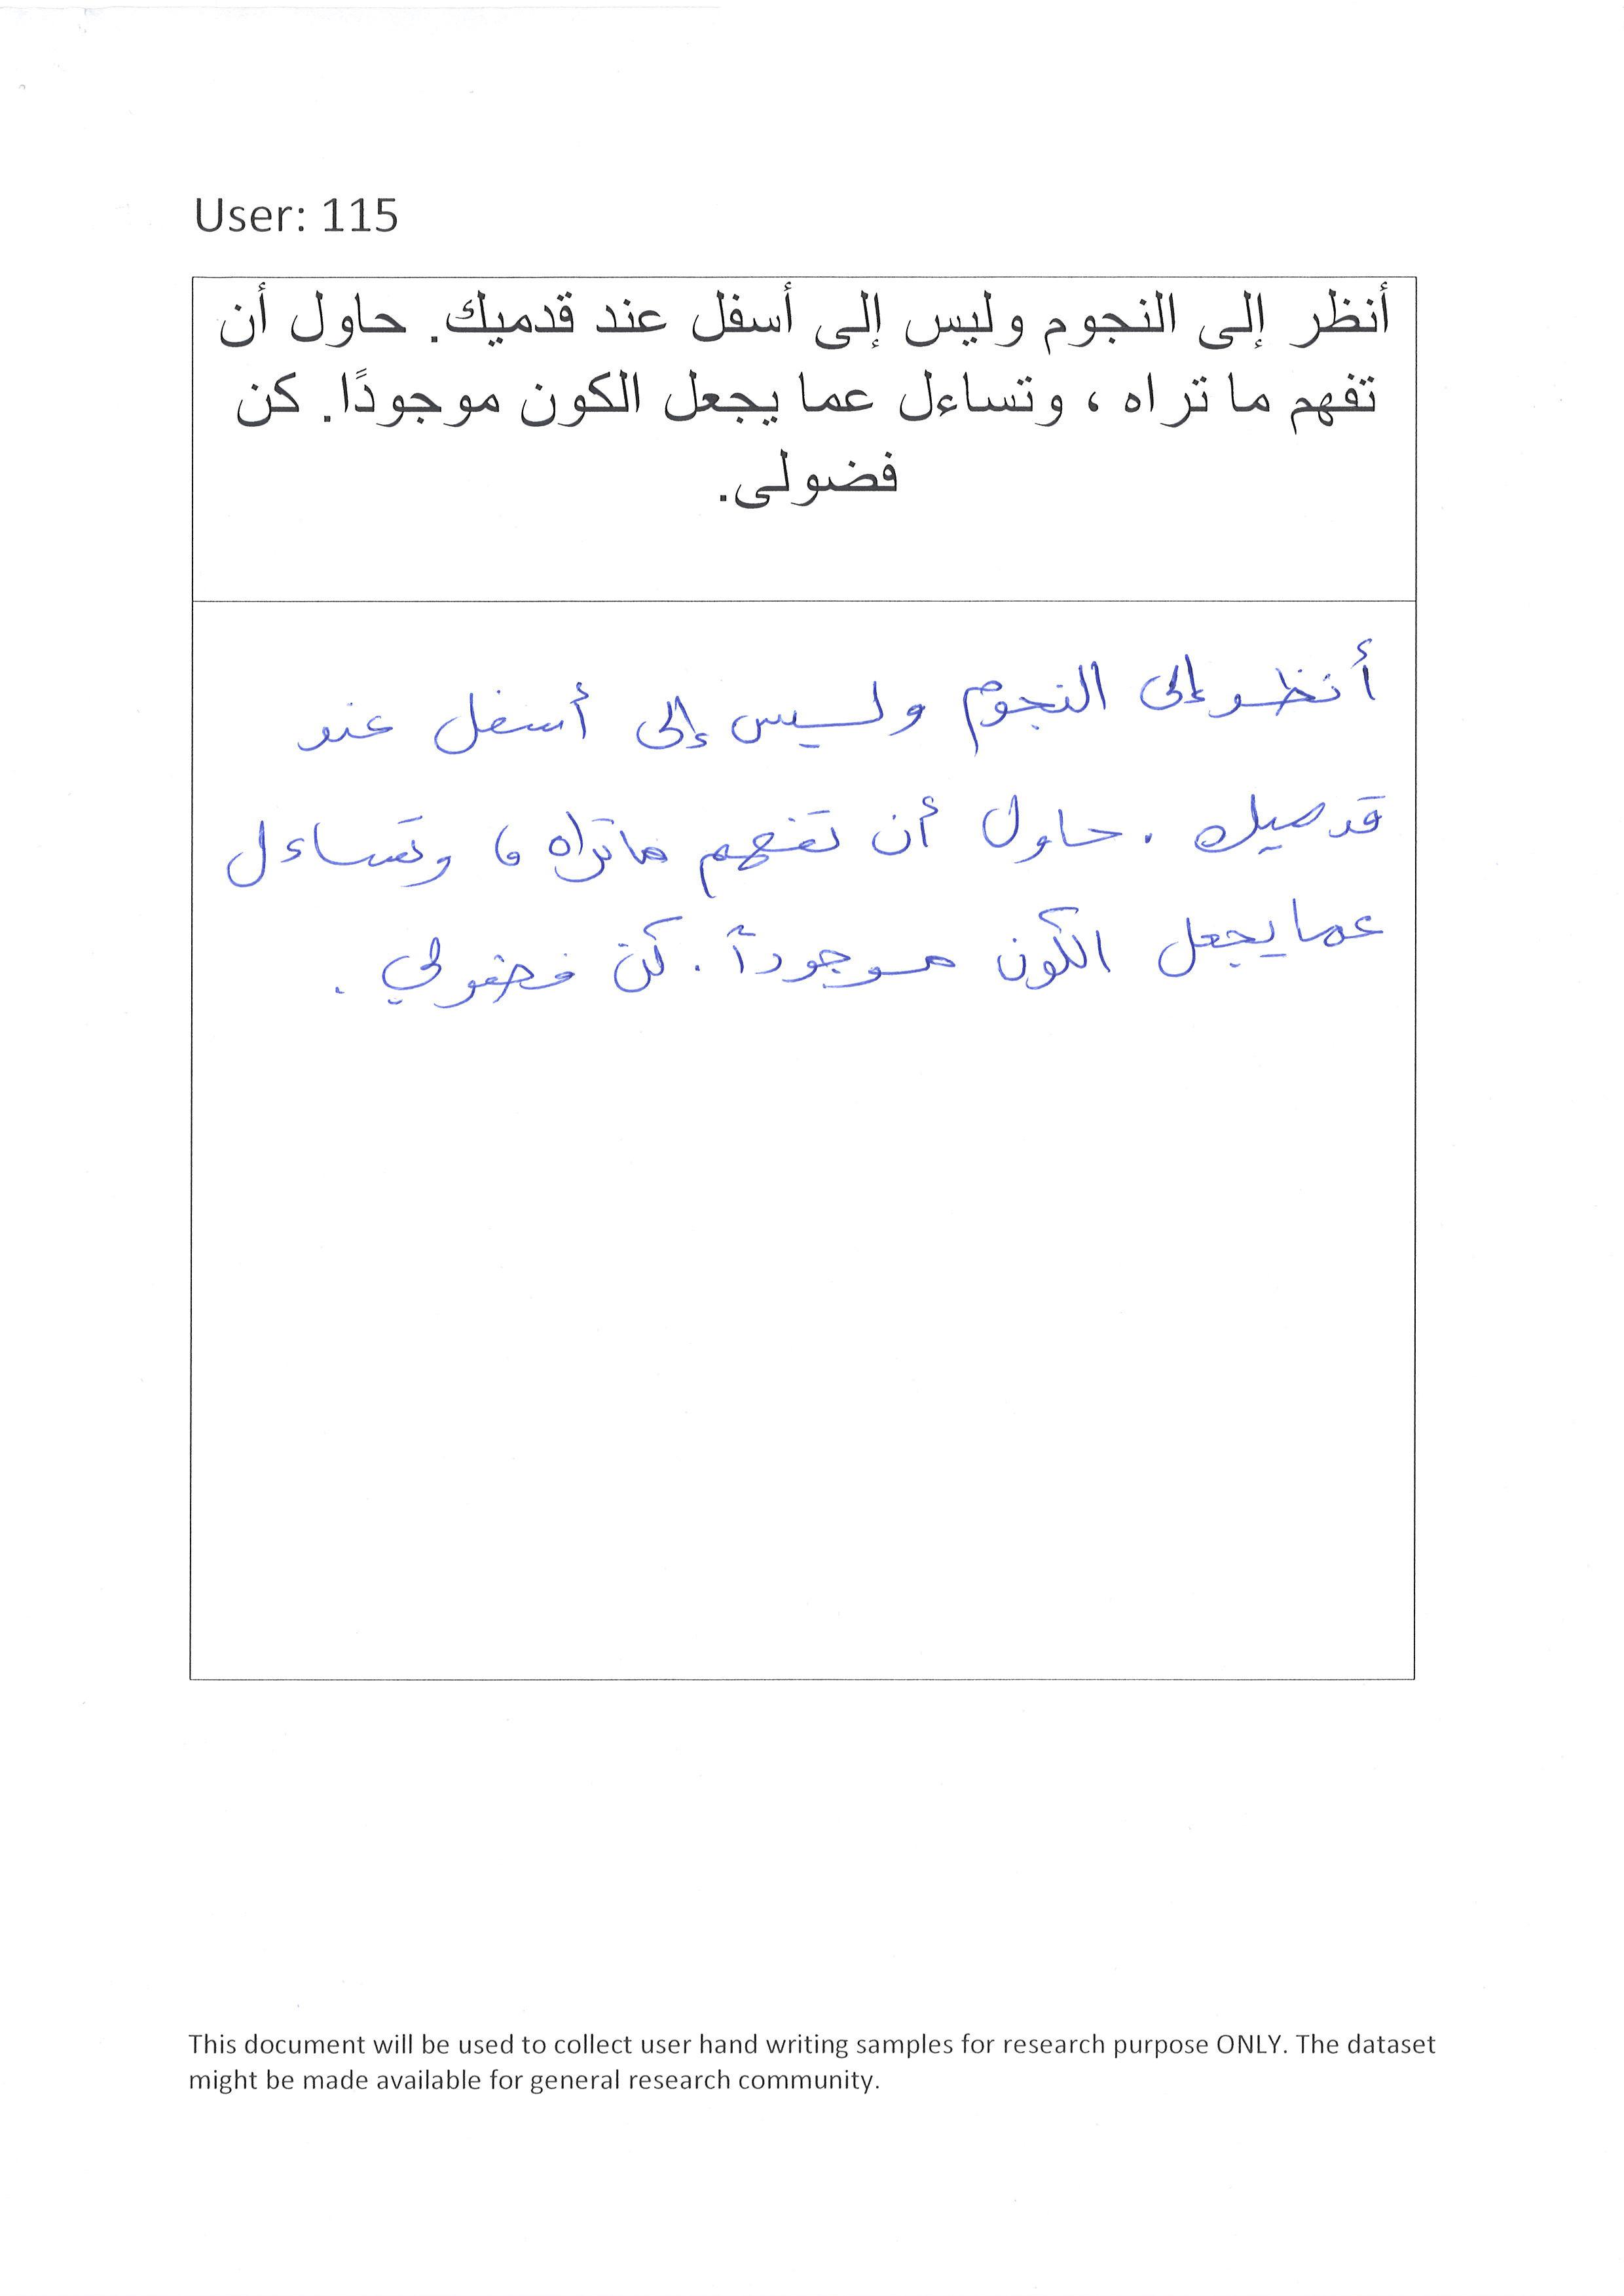 User: 115
أنظر إلى النجوم وليس إلى أسفل عند قدميك. حاول أن
تفهم ما تراه ، وتساءل عما يجعل الكون موجودًا. كن
فضولى.
أنظر إلى النجوم وليس إلى أسفل عند
قدميك . حاول أن تفهم ما تراه ، وتساءل
عما يجعل الكون موجوداً . كن فضولي .
This document will be used to collect user hand writing samples for research purpose ONLY. The dataset
might be made available for general research community.